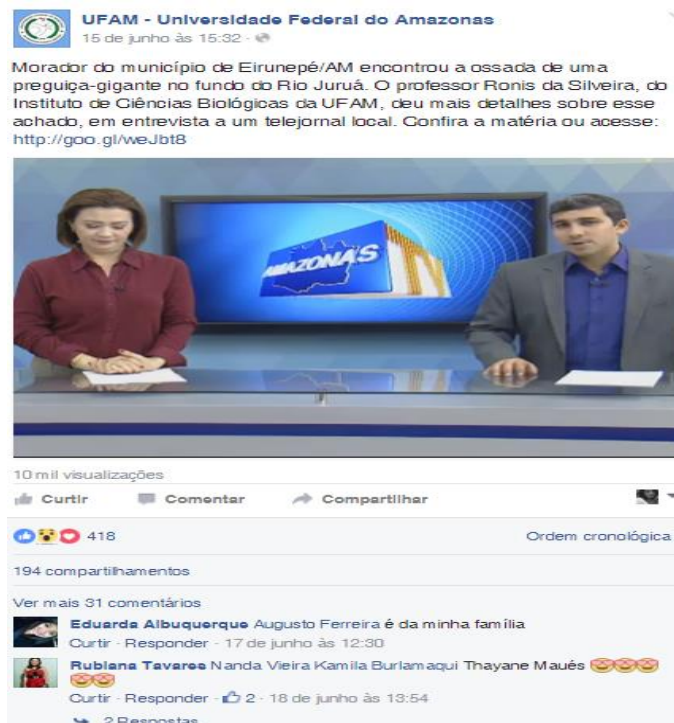 UFAM - Universidade Federal do Amazonas
15 de junho às 15:32 ·
Morador do município de Eirunepé/AM encontrou a ossada de uma
preguiça-gigante no fundo do Rio Juruá. O professor Ronis da Silveira, do
Instituto de Ciências Biológicas da UFAM, deu mais detalhes sobre esse
achado, em entrevista a um telejornal local. Confira a matéria ou acesse:
http://goo.gl/weJbt8
AMAZONAS
10 mil visualizações
Curtir Comentar Compartilhar
418 Ordem cronológica
194 compartilhamentos
Ver mais 31 comentários
Eduarda Albuquerque Augusto Ferreira é da minha família
Curtir · Responder · 17 de junho às 12:30
Rubiana Tavares Nanda Vieira Kamila Burlamaqui Thayane Maués 😍😍😍
😍😍
Curtir · Responder · 2 · 18 de junho às 13:54
2 Respostas